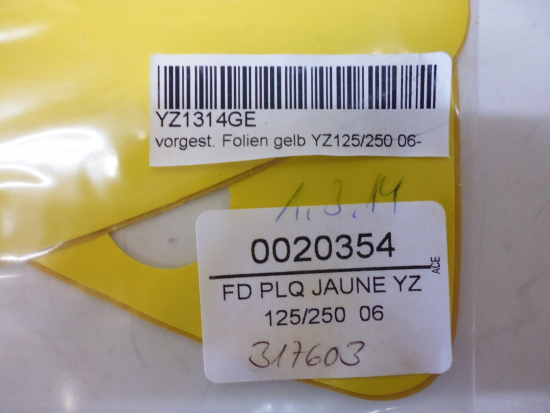 YZ1314GE
vorgest. Folien gelb YZ125/250 06-
1.3.14
0020354
ACE
FD PLQ JAUNE YZ
125/250 06
317603